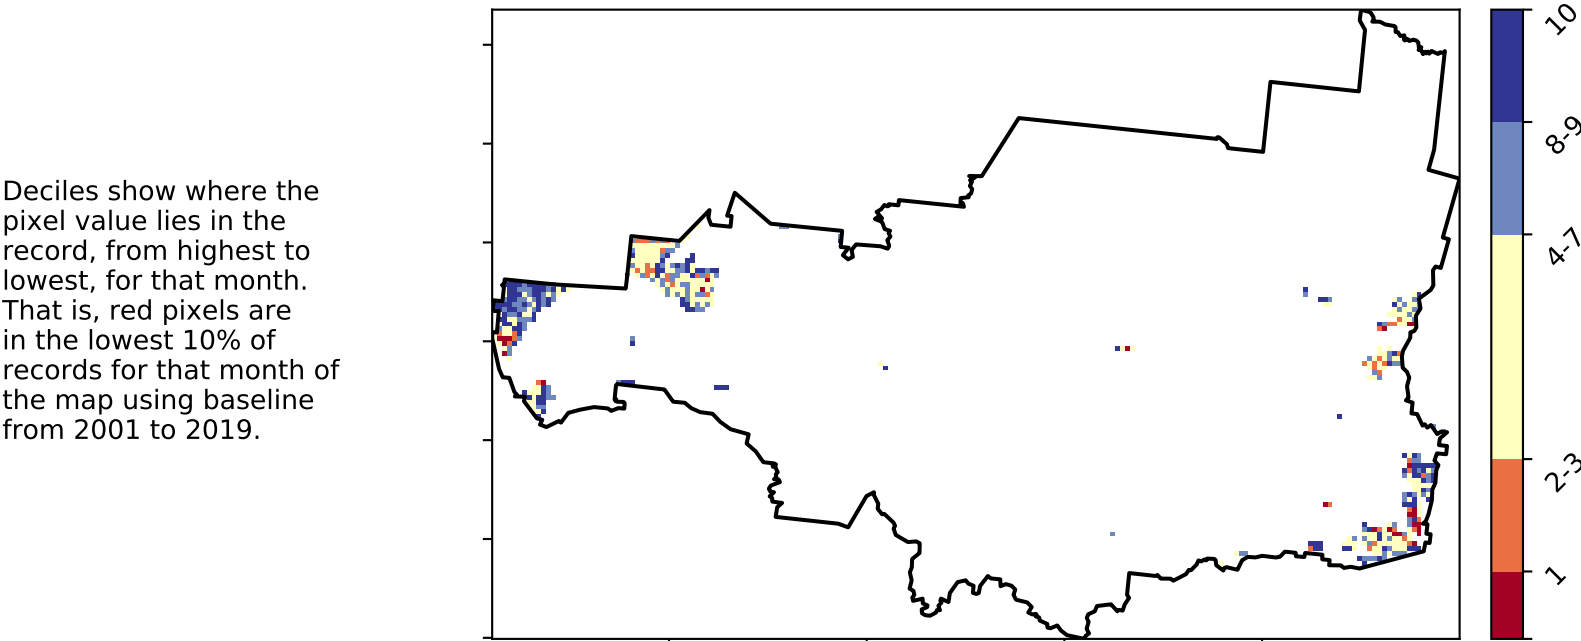 Deciles show where the
pixel value lies in the
record, from highest to
lowest, for that month.
That is, red pixels are
in the lowest 10% of
records for that month of
the map using baseline
from 2001 to 2019.
10
8-9
4-7
2-3
1